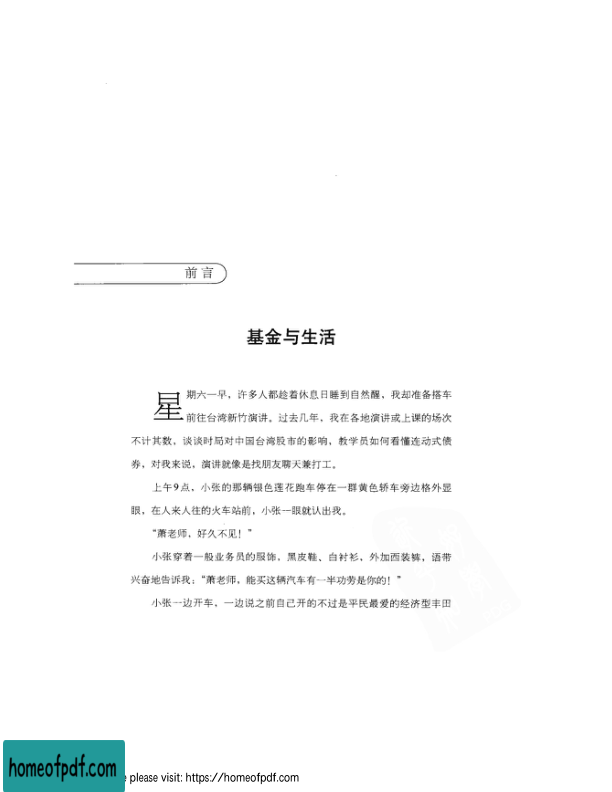 前言
基金与生活
星期六一早，许多人都趁着休息日睡到自然醒，我却准备搭车
前往台湾新竹演讲。过去几年，我在各地演讲或上课的场次
不计其数，谈谈时局对中国台湾股市的影响，教学员如何看懂连动式债
券，对我来说，演讲就像是找朋友聊天兼打工。
上午9点，小张的那辆银色莲花跑车停在一群黄色轿车旁边格外显
眼，在人来人往的火车站前，小张一眼就认出我。
“萧老师，好久不见！”
小张穿着一般业务员的服饰，黑皮鞋、白衬衫，外加西装裤，语带
兴奋地告诉我：“萧老师，能买这辆汽车有一半功劳是你的！”
小张一边开车，一边说之前自己开的不过是平民最爱的经济型丰田
homeofpdf.com
e please visit: https://homeofpdf.com